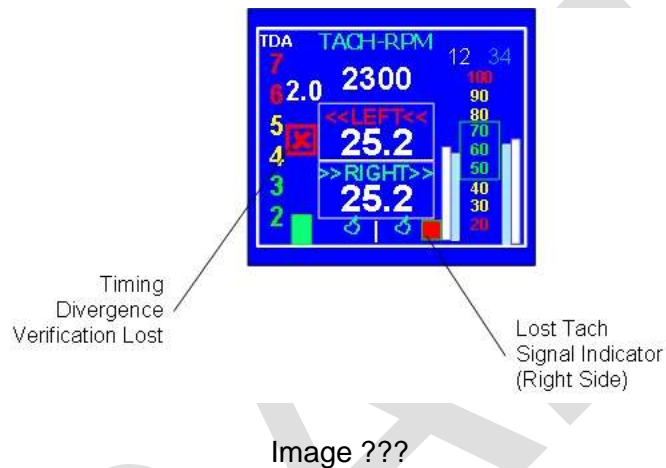 TDA TACH-RPM
12 34
7
6 2.0 2300
5
4
3
2
<<LEFT<<
25.2
>>RIGHT>>
25.2
100
90
80
70
60
50
40
30
20
Timing
Divergence
Verification Lost
Lost Tach
Signal Indicator
(Right Side)
Image ???